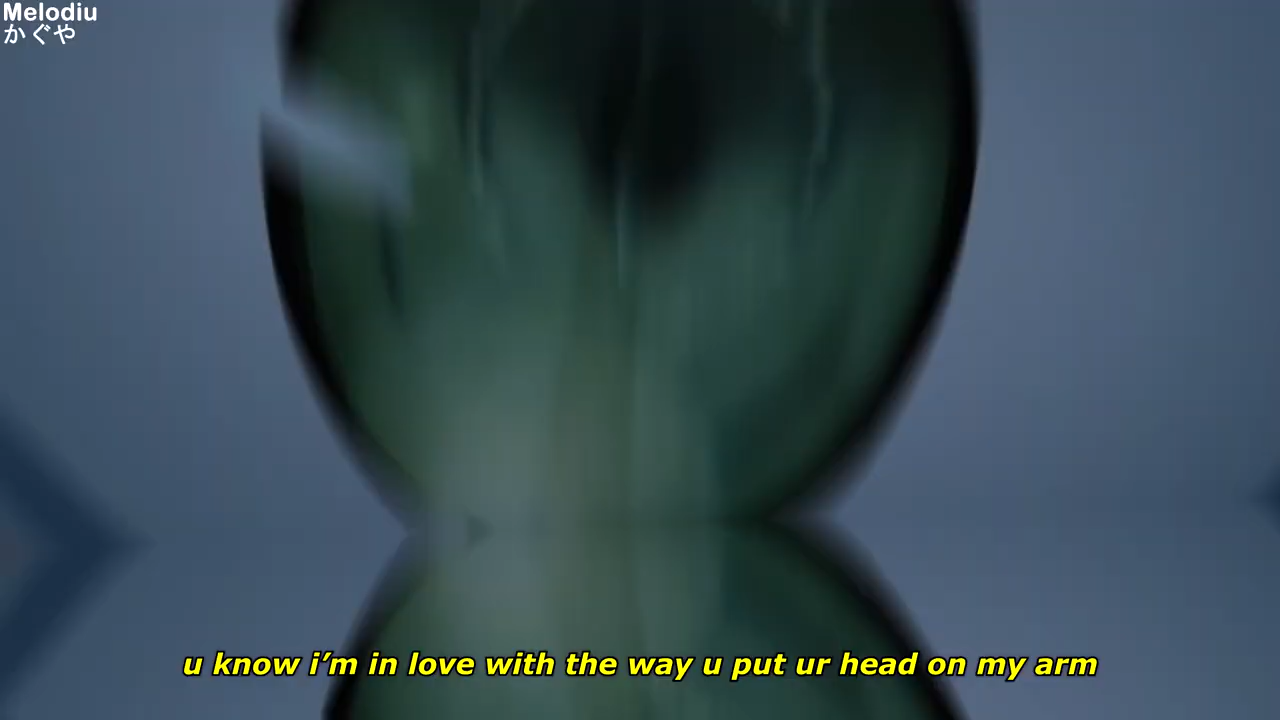 Melodiu
かぐや
u know i’m in love with the way u put ur head on my arm